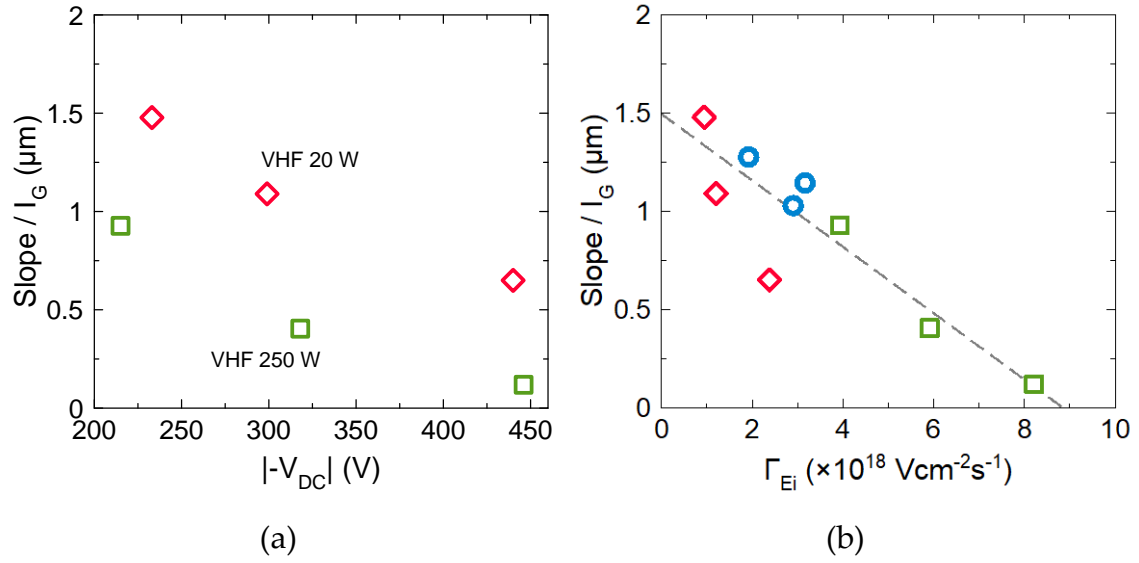 2
1.5
1
0.5
0
Slope / I_G (μm)
VHF 20 W
VHF 250 W
200 250 300 350 400 450
|-V_DC| (V)
(a)
2
1.5
1
0.5
0
Slope / I_G (μm)
0 2 4 6 8 10
Γ_Ei (×10^18 Vcm^-2s^-1)
(b)